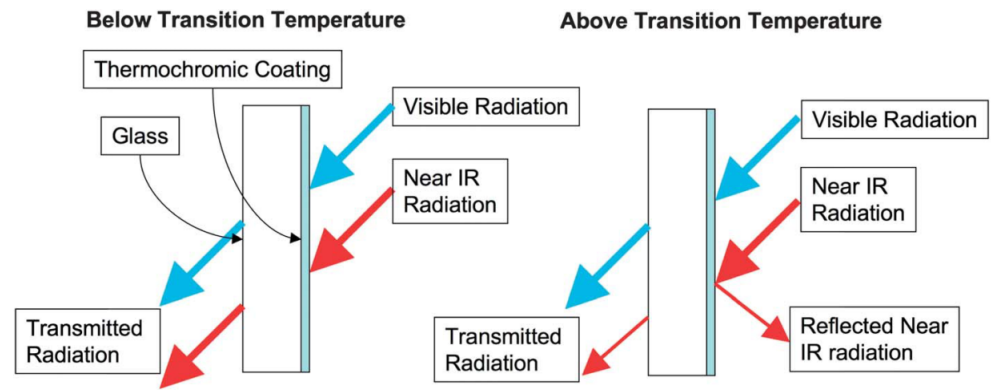 Below Transition Temperature
Thermochromic Coating
Glass
Visible Radiation
Near IR
Radiation
Transmitted
Radiation
Above Transition Temperature
Visible Radiation
Near IR
Radiation
Transmitted
Radiation
Reflected Near
IR radiation